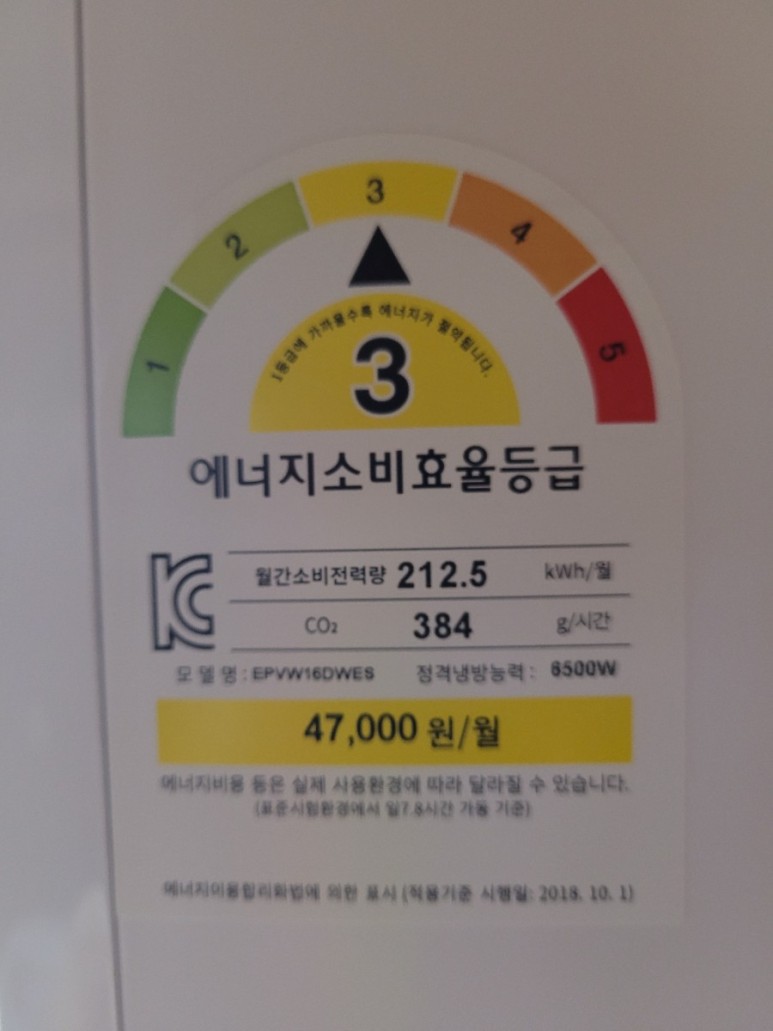 1
2
3
4
5
1등급에 가까울수록 에너지가 절약됩니다.
3
에너지소비효율등급
월간소비전력량 212.5 kWh/월
CO₂ 384 g/시간
모델명 : EPVW16DWES 정격냉방능력 : 6500W
47,000 원/월
에너지비용 등은 실제 사용환경에 따라 달라질 수 있습니다.
(표준시험환경에서 일7.8시간 가동 기준)
에너지이용합리화법에 의한 표시 (적용기준 시행일: 2018. 10. 1)